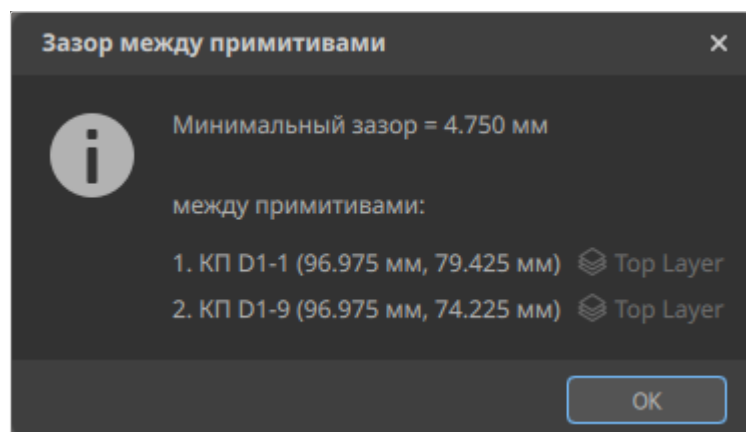 Зазор между примитивами
Минимальный зазор = 4.750 мм
между примитивами:
1. КП D1-1 (96.975 мм, 79.425 мм) Top Layer
2. КП D1-9 (96.975 мм, 74.225 мм) Top Layer
OK